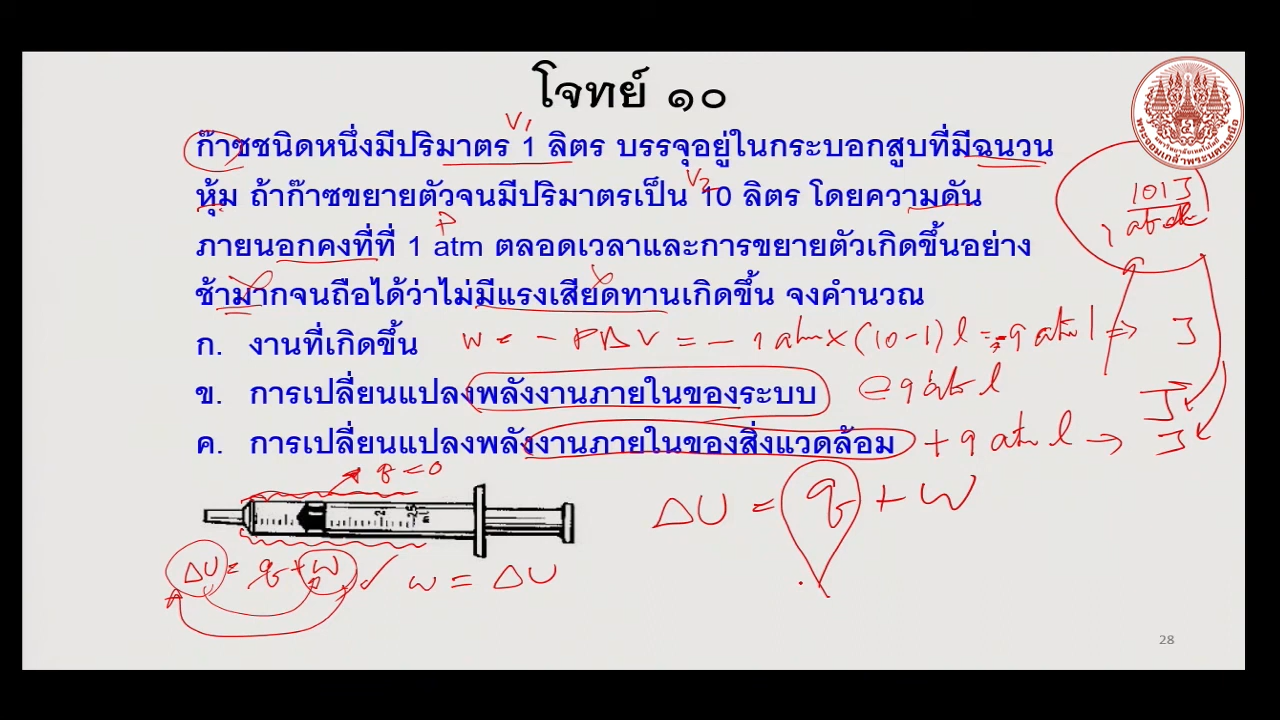 โจทย์ ๑๐
V1
ก๊าซชนิดหนึ่งมีปริมาตร 1 ลิตร บรรจุอยู่ในกระบอกสูบที่มีฉนวน
V2
หุ้ม ถ้าก๊าซขยายตัวจนมีปริมาตรเป็น 10 ลิตร โดยความดัน
101J
P
ภายนอกคงที่ที่ 1 atm ตลอดเวลาและการขยายตัวเกิดขึ้นอย่าง
ช้ามากจนถือได้ว่าไม่มีแรงเสียดทานเกิดขึ้น จงคำนวณ
ก. งานที่เกิดขึ้น
w = - PΔV = - 1 atm x (10-1) l = -9 atm l => J
ข. การเปลี่ยนแปลงพลังงานภายในของระบบ
J
ค. การเปลี่ยนแปลงพลังงานภายในของสิ่งแวดล้อม + 9 atm l → J
q = 0
ΔU = q + w
ΔU = q + w ✓ w = ΔU
28